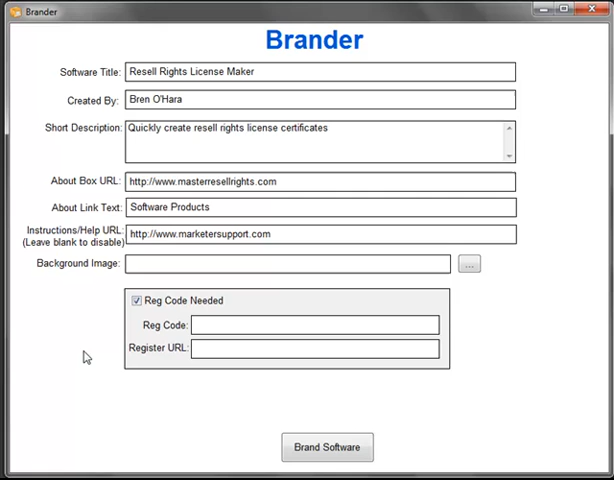 Brander
Brander
Software Title: Resell Rights License Maker
Created By: Bren O'Hara
Short Description: Quickly create resell rights license certificates
About Box URL: http://www.masterresellrights.com
About Link Text: Software Products
Instructions/Help URL: http://www.marketersupport.com
(Leave blank to disable)
Background Image: ...
Reg Code Needed
Reg Code:
Register URL:
Brand Software